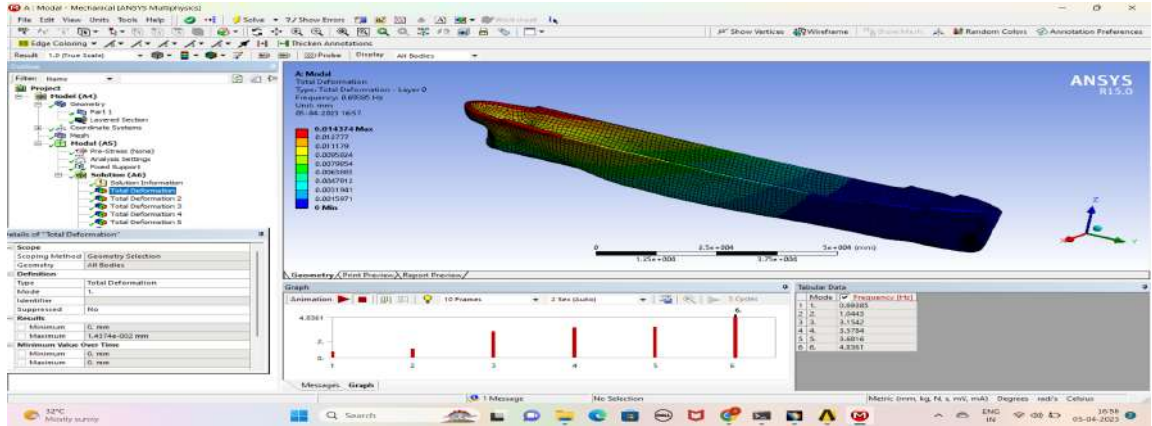 A : Modal - Mechanical [ANSYS Multiphysics]
File Edit View Units Tools Help Solve ?/ Show Errors
Show Vertices Wireframe Random Colors Annotation Preferences
Edge Coloring Thicken Annotations
Result 1.0 (True Scale) Probe Display All Bodies
Filter: Name
Project
Model (A4)
Geometry
Part 1
Layered Section
Coordinate Systems
Mesh
Modal (A5)
Pre-Stress (None)
Analysis Settings
Fixed Support
Solution (A6)
Solution Information
Total Deformation
Total Deformation 2
Total Deformation 3
Total Deformation 4
Total Deformation 5
Details of "Total Deformation"
Scope
Scoping Method Geometry Selection
Geometry All Bodies
Definition
Type Total Deformation
Mode 1.
Identifier
Suppressed No
Results
Minimum 0. mm
Maximum 1.4374e-002 mm
Minimum Value Over Time
Minimum 0. mm
Maximum 0. mm
A: Modal
Total Deformation
Type: Total Deformation - Layer 0
Frequency: 0.69385 Hz
Unit: mm
05-04-2023 16:57
0.014374 Max
0.012777
0.011179
0.0095824
0.0079854
0.0047912
0.0031941
0.0015971
0 Min
ANSYS
R15.0
0 2.5e+004 5e+004 (mm)
1.25e+004 3.75e+004
Geometry Print Preview Report Preview
Graph
Animation 10 Frames 2 Sec (Auto) 3 Cycles
4.8361
2.
0.
6.
1 2 3 4 5 6
Messages Graph
Tabular Data
Mode Frequency [Hz]
1 1. 0.69385
2 2. 1.0443
3 3. 3.1542
4 4. 3.5784
5 5. 3.6816
6 6. 4.8361
1 Message No Selection Metric (mm, kg, N, s, mV, mA) Degrees rad/s Celsius
32°C
Mostly sunny
Search
ENG
IN
16:58
05-04-2023